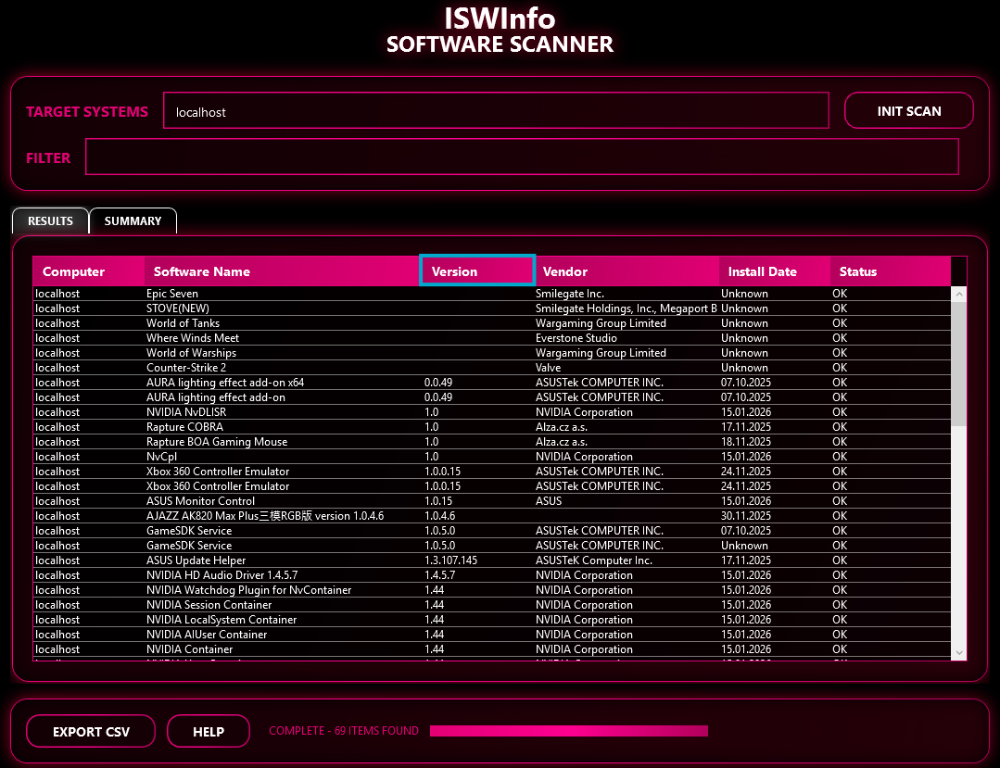 ISWInfo
SOFTWARE SCANNER
TARGET SYSTEMS localhost INIT SCAN
FILTER
RESULTS SUMMARY
Computer Software Name Version Vendor Install Date Status
localhost Epic Seven Smilegate Inc. Unknown OK
localhost STOVE(NEW) Smilegate Holdings, Inc., Megaport B Unknown OK
localhost World of Tanks Wargaming Group Limited Unknown OK
localhost Where Winds Meet Everstone Studio Unknown OK
localhost World of Warships Wargaming Group Limited Unknown OK
localhost Counter-Strike 2 Valve Unknown OK
localhost AURA lighting effect add-on x64 0.0.49 ASUSTek COMPUTER INC. 07.10.2025 OK
localhost AURA lighting effect add-on 0.0.49 ASUSTek COMPUTER INC. 07.10.2025 OK
localhost NVIDIA NvDLISR 1.0 NVIDIA Corporation 15.01.2026 OK
localhost Rapture COBRA 1.0 Alza.cz a.s. 17.11.2025 OK
localhost Rapture BOA Gaming Mouse 1.0 Alza.cz a.s. 18.11.2025 OK
localhost NvCpl 1.0 NVIDIA Corporation 15.01.2026 OK
localhost Xbox 360 Controller Emulator 1.0.0.15 ASUSTek COMPUTER INC. 24.11.2025 OK
localhost Xbox 360 Controller Emulator 1.0.0.15 ASUSTek COMPUTER INC. 24.11.2025 OK
localhost ASUS Monitor Control 1.0.15 ASUS 15.01.2026 OK
localhost AJAZZ AK820 Max Plus三模RGB版 version 1.0.4.6 1.0.4.6 30.11.2025 OK
localhost GameSDK Service 1.0.5.0 ASUSTek COMPUTER INC. 07.10.2025 OK
localhost GameSDK Service 1.0.5.0 ASUSTek COMPUTER INC. Unknown OK
localhost ASUS Update Helper 1.3.107.145 ASUSTeK Computer Inc. 17.11.2025 OK
localhost NVIDIA HD Audio Driver 1.4.5.7 1.4.5.7 NVIDIA Corporation 15.01.2026 OK
localhost NVIDIA Watchdog Plugin for NvContainer 1.44 NVIDIA Corporation 15.01.2026 OK
localhost NVIDIA Session Container 1.44 NVIDIA Corporation 15.01.2026 OK
localhost NVIDIA LocalSystem Container 1.44 NVIDIA Corporation 15.01.2026 OK
localhost NVIDIA AIUser Container 1.44 NVIDIA Corporation 15.01.2026 OK
localhost NVIDIA Container 1.44 NVIDIA Corporation 15.01.2026 OK
EXPORT CSV HELP COMPLETE - 69 ITEMS FOUND